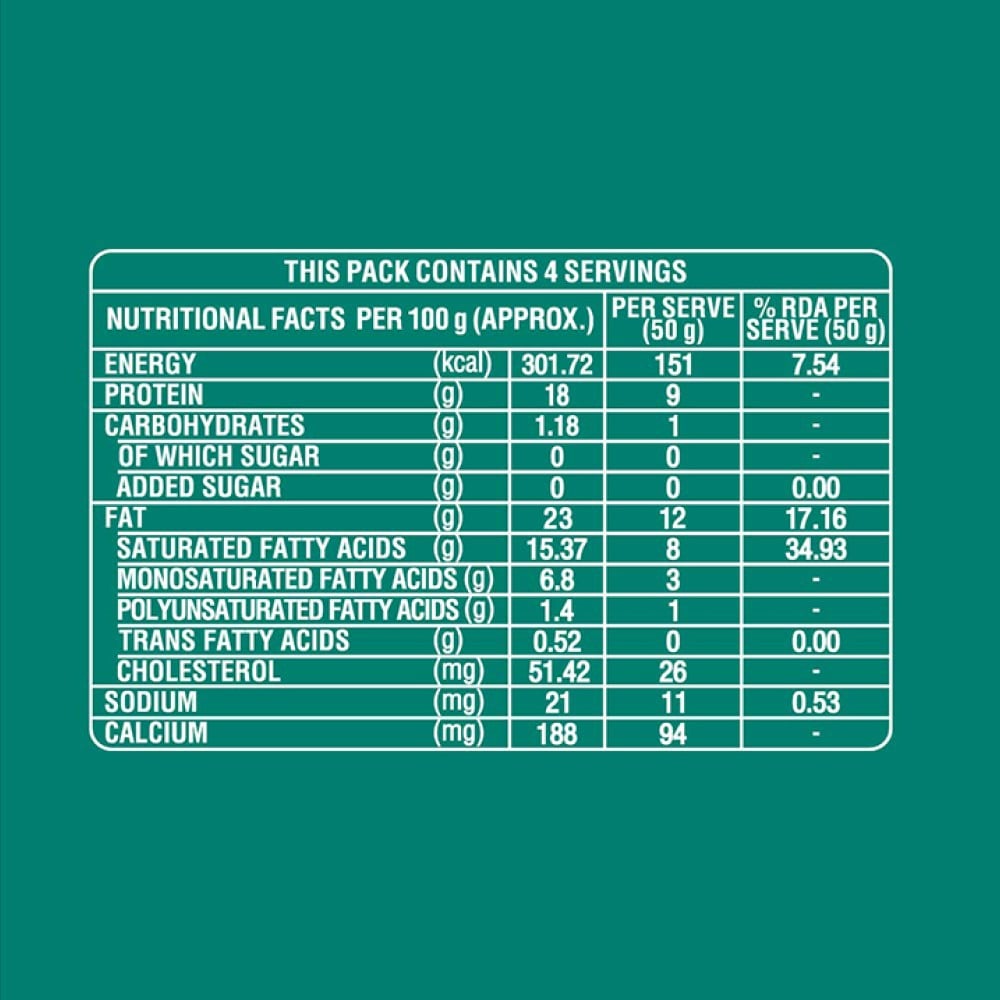 THIS PACK CONTAINS 4 SERVINGS
NUTRITIONAL FACTS PER 100 g (APPROX.) PER SERVE (50 g) % RDA PER SERVE (50 g)
ENERGY (kcal) 301.72 151 7.54
PROTEIN (g) 18 9 -
CARBOHYDRATES (g) 1.18 1 -
OF WHICH SUGAR (g) 0 0 -
ADDED SUGAR (g) 0 0 0.00
FAT (g) 23 12 17.16
SATURATED FATTY ACIDS (g) 15.37 8 34.93
MONOSATURATED FATTY ACIDS (g) 6.8 3 -
POLYUNSATURATED FATTY ACIDS (g) 1.4 1 -
TRANS FATTY ACIDS (g) 0.52 0 0.00
CHOLESTEROL (mg) 51.42 26 -
SODIUM (mg) 21 11 0.53
CALCIUM (mg) 188 94 -